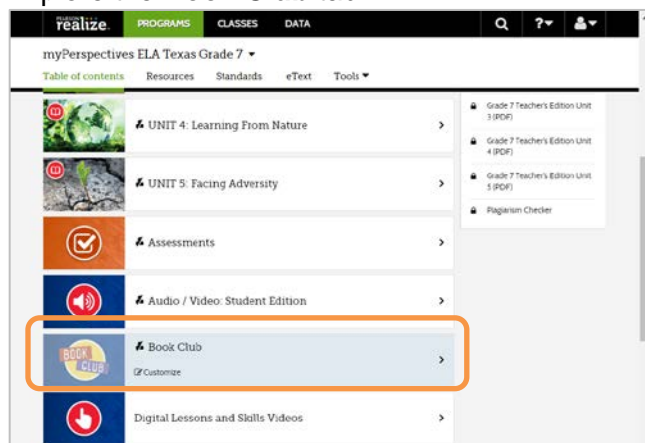 PEARSON
realize.
PROGRAMS
CLASSES
DATA
myPerspectives ELA Texas Grade 7
Table of contents
Resources
Standards
eText
Tools
UNIT 4: Learning From Nature
UNIT 5: Facing Adversity
Assessments
Audio / Video: Student Edition
BOOK CLUB
Book Club
Customize
Digital Lessons and Skills Videos
Grade 7 Teacher's Edition Unit
3 (PDF)
Grade 7 Teacher's Edition Unit
4 (PDF)
Grade 7 Teacher's Edition Unit
5 (PDF)
Plagiarism Checker